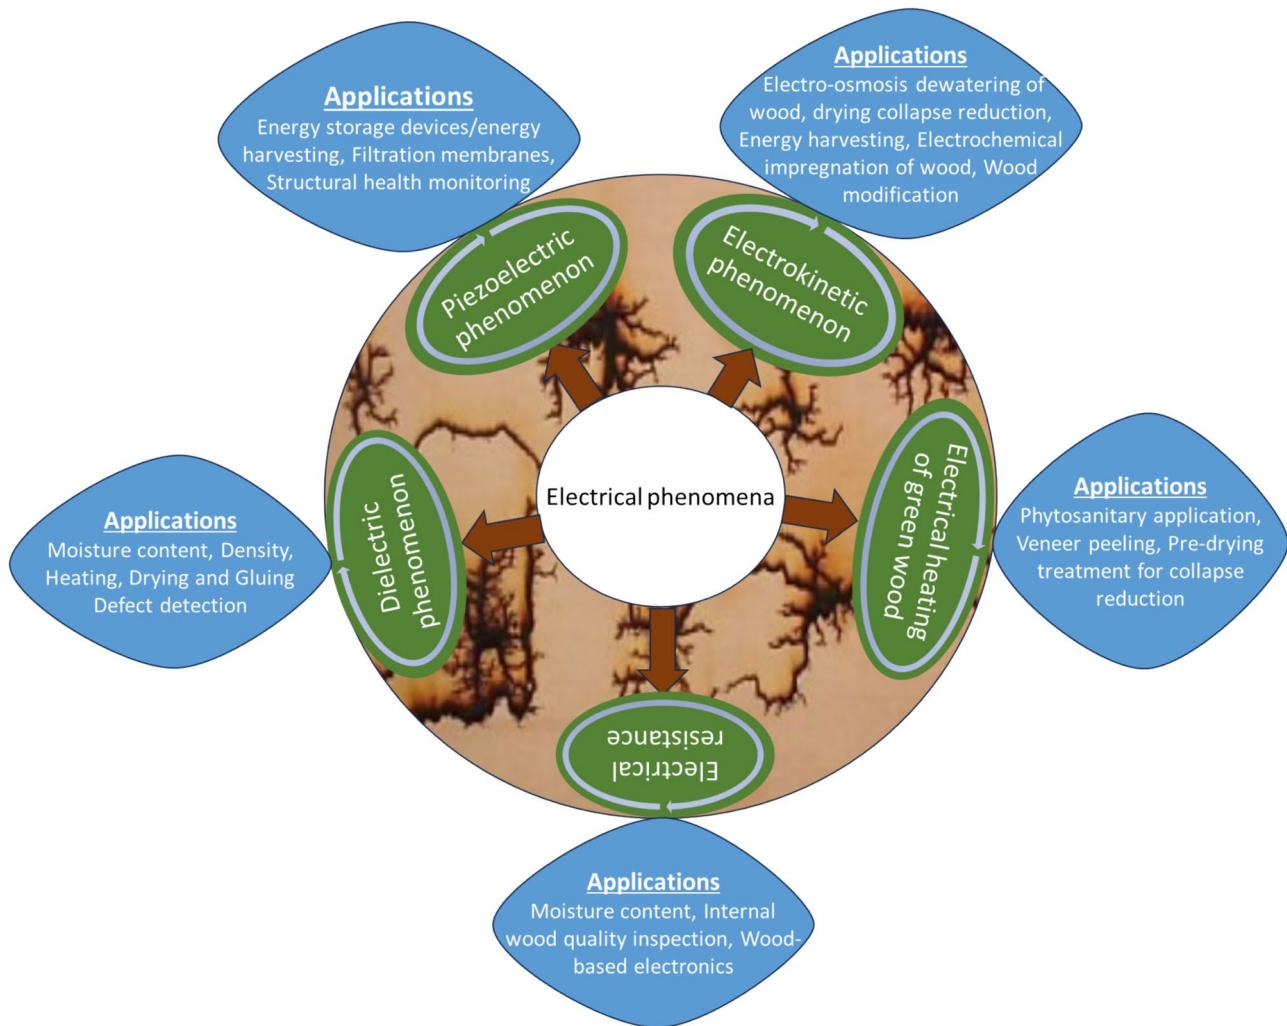 Applications
Energy storage devices/energy
harvesting, Filtration membranes,
Structural health monitoring
Applications
Electro-osmosis dewatering of
wood, drying collapse reduction,
Energy harvesting, Electrochemical
impregnation of wood, Wood
modification
Piezoelectric
phenomenon
Electrokinetic
phenomenon
Applications
Moisture content, Density,
Heating, Drying and Gluing
Defect detection
Dielectric
phenomenon
Electrical phenomena
Electrical heating
of green wood
Applications
Phytosanitary application,
Veneer peeling, Pre-drying
treatment for collapse
reduction
Electrical
resistance
Applications
Moisture content, Internal
wood quality inspection, Wood-
based electronics